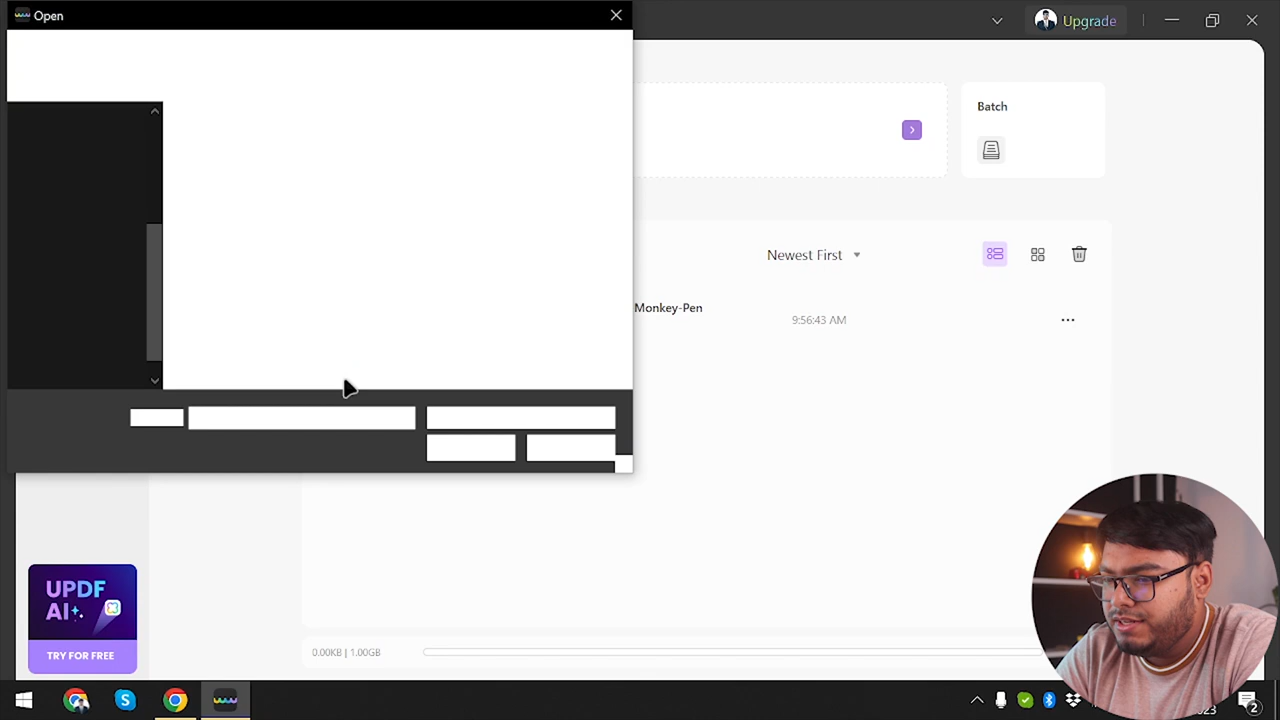 Open
Upgrade
Batch
Newest First
Monkey-Pen
9:56:43 AM
UPDF
AI
TRY FOR FREE
0.00KB | 1.00GB
S
2